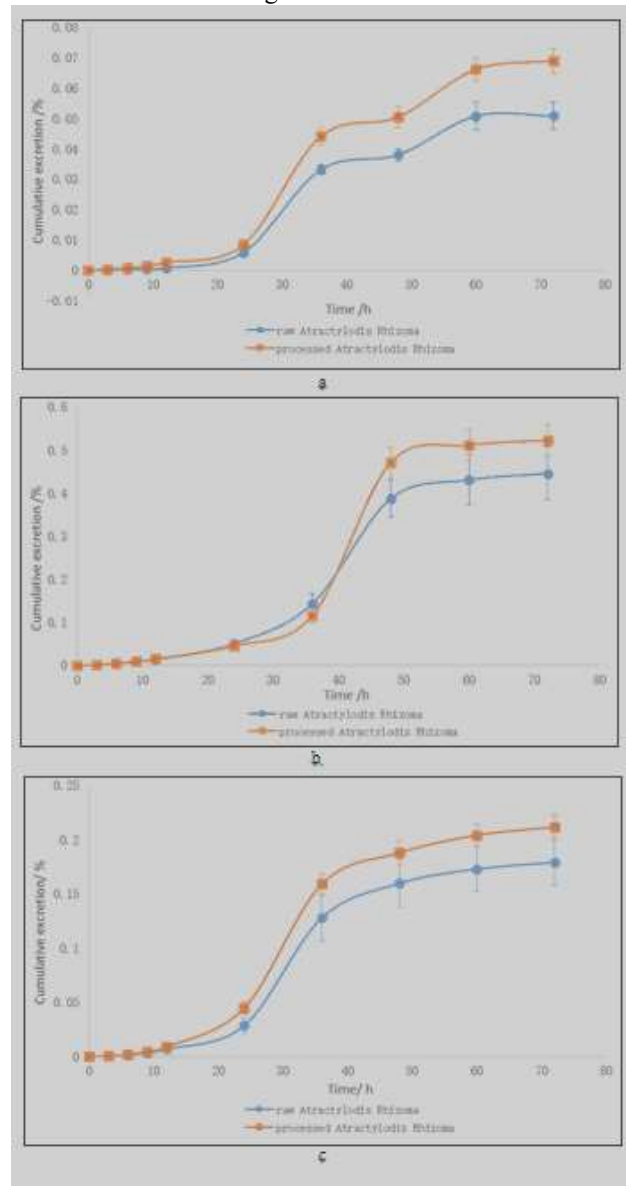 0.08
0.07
0.06
0.05
0.04
0.03
0.02
0.01
0
-0.01
Cumulative excretion /%
0 10 20 30 40 50 60 70 80
Time /h
raw Atractylodis Rhizoma
processed Atractylodis Rhizoma
a
0.6
0.5
0.4
0.3
0.2
0.1
0
Cumulative excretion /%
0 10 20 30 40 50 60 70 80
Time /h
raw Atractylodis Rhizoma
processed Atractylodis Rhizoma
b
0.25
0.2
0.15
0.1
0.05
0
Cumulative excretion/ %
0 10 20 30 40 50 60 70 80
Time/ h
raw Atractylodis Rhizoma
processed Atractylodis Rhizoma
c